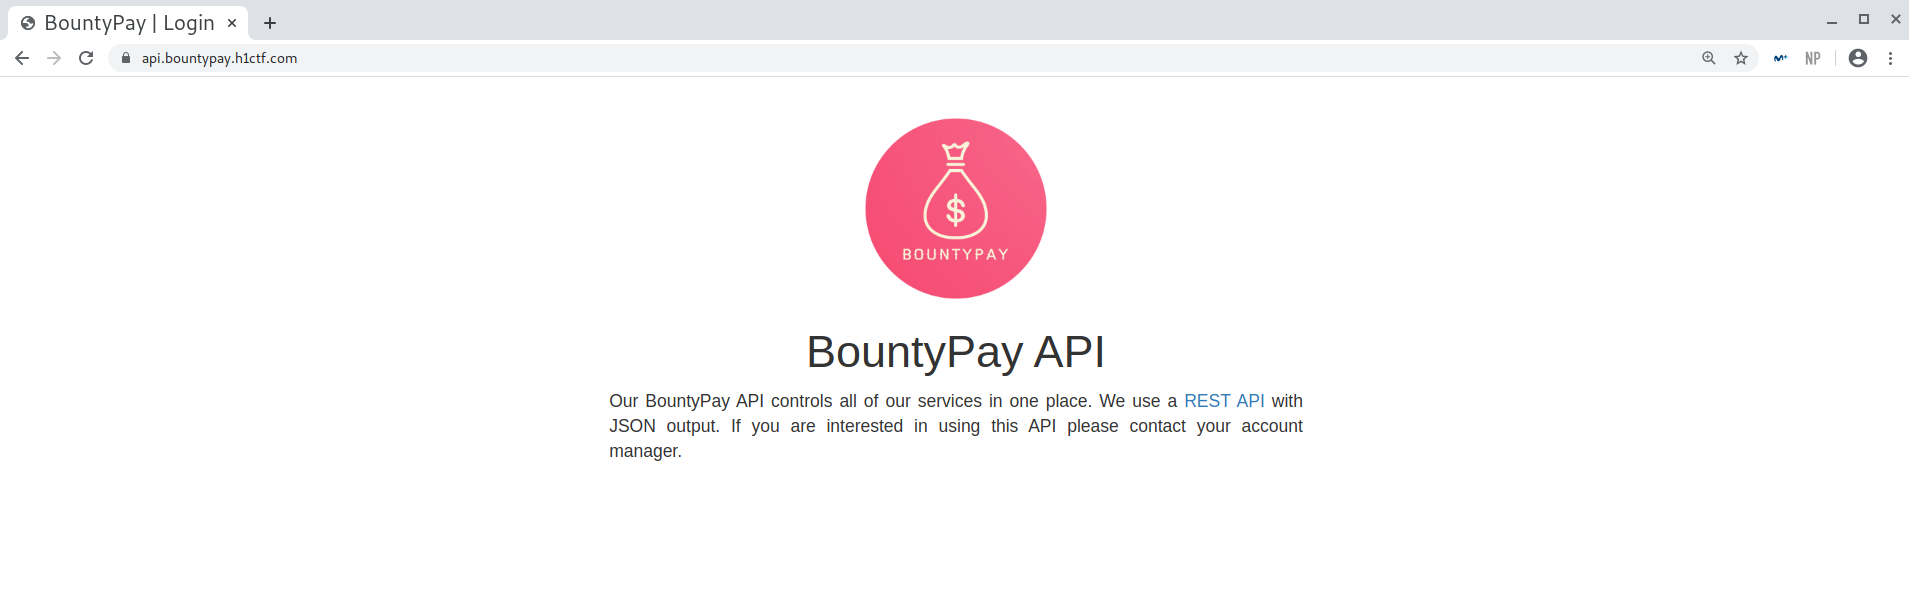 BountyPay | Login
api.bountypay.h1ctf.com
NP
$
BOUNTYPAY
BountyPay API
Our BountyPay API controls all of our services in one place. We use a REST API with
JSON output. If you are interested in using this API please contact your account
manager.